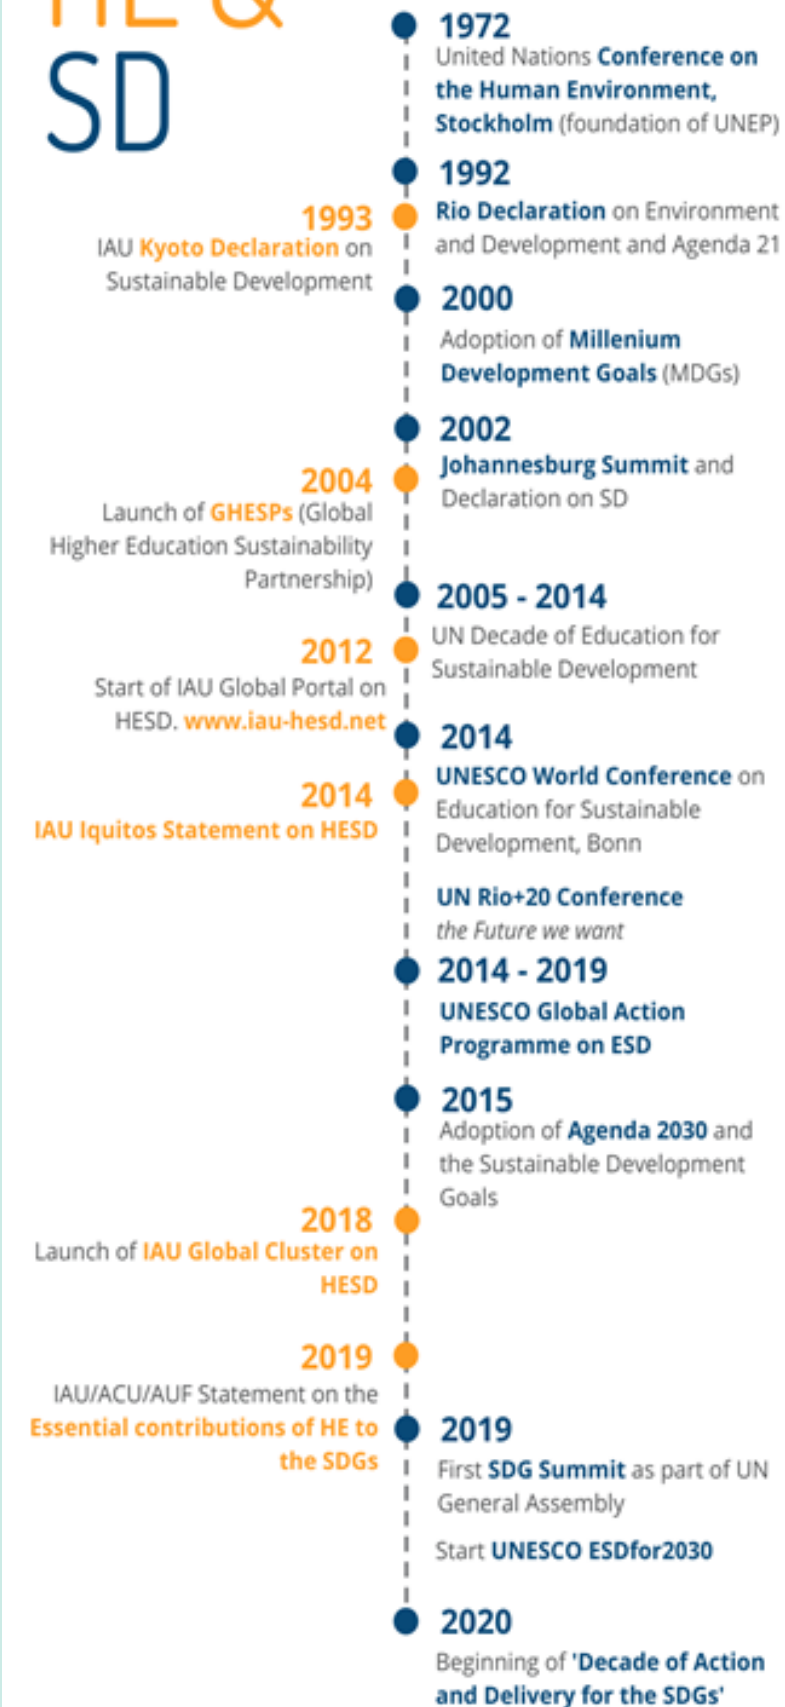 HE &
SD
1972
United Nations Conference on
the Human Environment,
Stockholm (foundation of UNEP)
1992
Rio Declaration on Environment
and Development and Agenda 21
1993
IAU Kyoto Declaration on
Sustainable Development
2000
Adoption of Millenium
Development Goals (MDGs)
2002
Johannesburg Summit and
Declaration on SD
2004
Launch of GHESPs (Global
Higher Education Sustainability
Partnership)
2005 - 2014
UN Decade of Education for
Sustainable Development
2012
Start of IAU Global Portal on
HESD. www.iau-hesd.net
2014
UNESCO World Conference on
Education for Sustainable
Development, Bonn
UN Rio+20 Conference
the Future we want
2014
IAU Iquitos Statement on HESD
2014 - 2019
UNESCO Global Action
Programme on ESD
2015
Adoption of Agenda 2030 and
the Sustainable Development
Goals
2018
Launch of IAU Global Cluster on
HESD
2019
IAU/ACU/AUF Statement on the
Essential contributions of HE to
the SDGs
2019
First SDG Summit as part of UN
General Assembly
Start UNESCO ESDfor2030
2020
Beginning of 'Decade of Action
and Delivery for the SDGs'